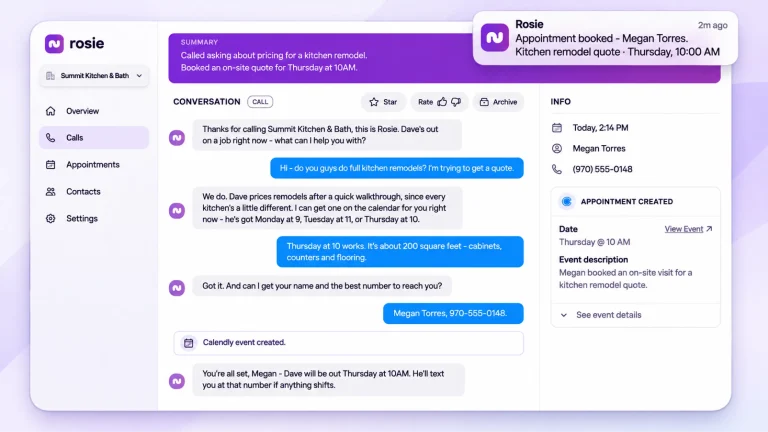 rosie
Summit Kitchen & Bath
Overview
Calls
Appointments
Contacts
Settings
SUMMARY
Called asking about pricing for a kitchen remodel.
Booked an on-site quote for Thursday at 10AM.
Rosie
2m ago
Appointment booked - Megan Torres.
Kitchen remodel quote · Thursday, 10:00 AM
CONVERSATION
CALL
Star
Rate
Archive
Thanks for calling Summit Kitchen & Bath, this is Rosie. Dave's out
on a job right now - what can I help you with?
Hi - do you guys do full kitchen remodels? I'm trying to get a quote.
We do. Dave prices remodels after a quick walkthrough, since every
kitchen's a little different. I can get one on the calendar for you right
now - he's got Monday at 9, Tuesday at 11, or Thursday at 10.
Thursday at 10 works. It's about 200 square feet - cabinets,
counters and flooring.
Got it. And can I get your name and the best number to reach you?
Megan Torres, 970-555-0148.
Calendly event created.
You're all set, Megan - Dave will be out Thursday at 10AM. He'll text
you at that number if anything shifts.
INFO
Today, 2:14 PM
Megan Torres
(970) 555-0148
APPOINTMENT CREATED
Date
View Event
Thursday @ 10 AM
Event description
Megan booked an on-site visit for a
kitchen remodel quote.
See event details